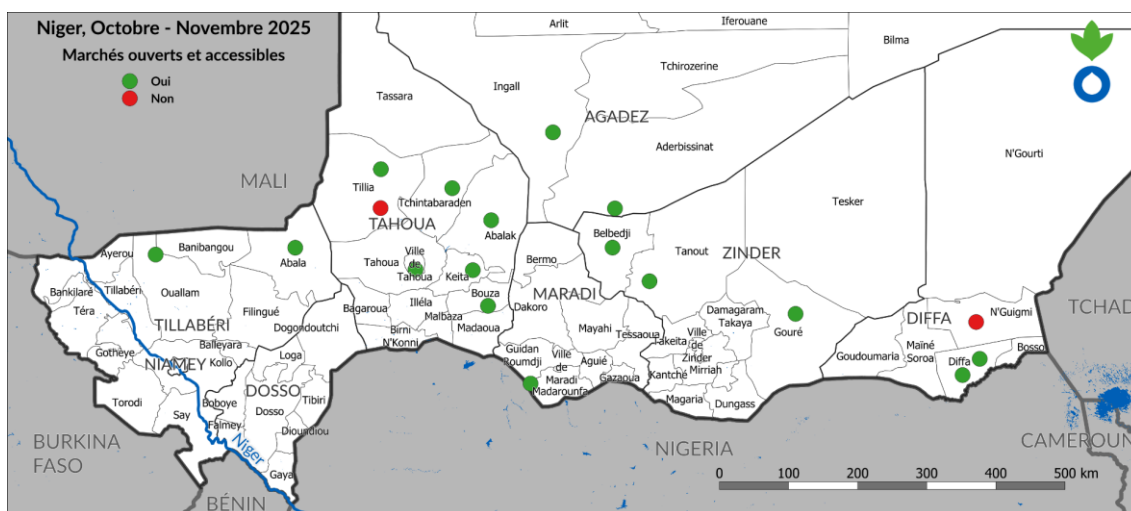 Niger, Octobre - Novembre 2025
Marchés ouverts et accessibles
Oui
Non
Arlit
Iferouane
Bilma
Tchirozerine
Ingall
Tassara
AGADEZ
Aderbissinat
N'Gourti
MALI
Tillia
Tchintabaraden
TAHOUA
Abalak
Tesker
Belbedji
Tanout
ZINDER
Ayerou
Banibangou
Abala
Tahoua
Ville
de
Tahoua
Keita
Bermo
Bankilaré
Tillabéri
Ouallam
Téra
Filingué
TILLABÉRI
Bagaroua
Illéla
Bouza
Malbaza
Madaoua
Dakoro
MARADI
Birni
N'Konni
Dogondoutchi
Mayahi
Tessaoua
Damagaram
Takaya
Gouré
Takeita
Ville
de
Zinder
Mirriah
Kantché
Magaria
Dungass
DIFFA
N'Guigmi
TCHAD
Goudoumaria
Maïné
Soroa
Diffa
Bosso
Gotheye
Balleyara
NIAMEY
Kollo
Loga
Guidan
Roumdji
Ville
de
Maradi
Aguié
Gazaoua
Madarounfa
Torodi
Say
Boboye
DOSSO
Dosso
Tibiri
Falmey
Dioundiou
Niger
Gaya
BURKINA
FASO
BÉNIN
NIGERIA
CAMEROUN
0 100 200 300 400 500 km